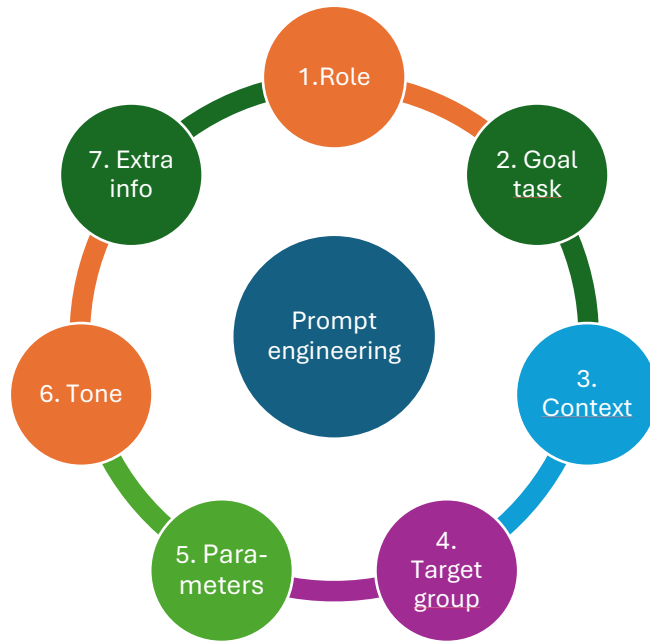 1.Role
2. Goal
task
3.
Context
4.
Target
group
5. Para-
meters
6. Tone
7. Extra
info
Prompt
engineering